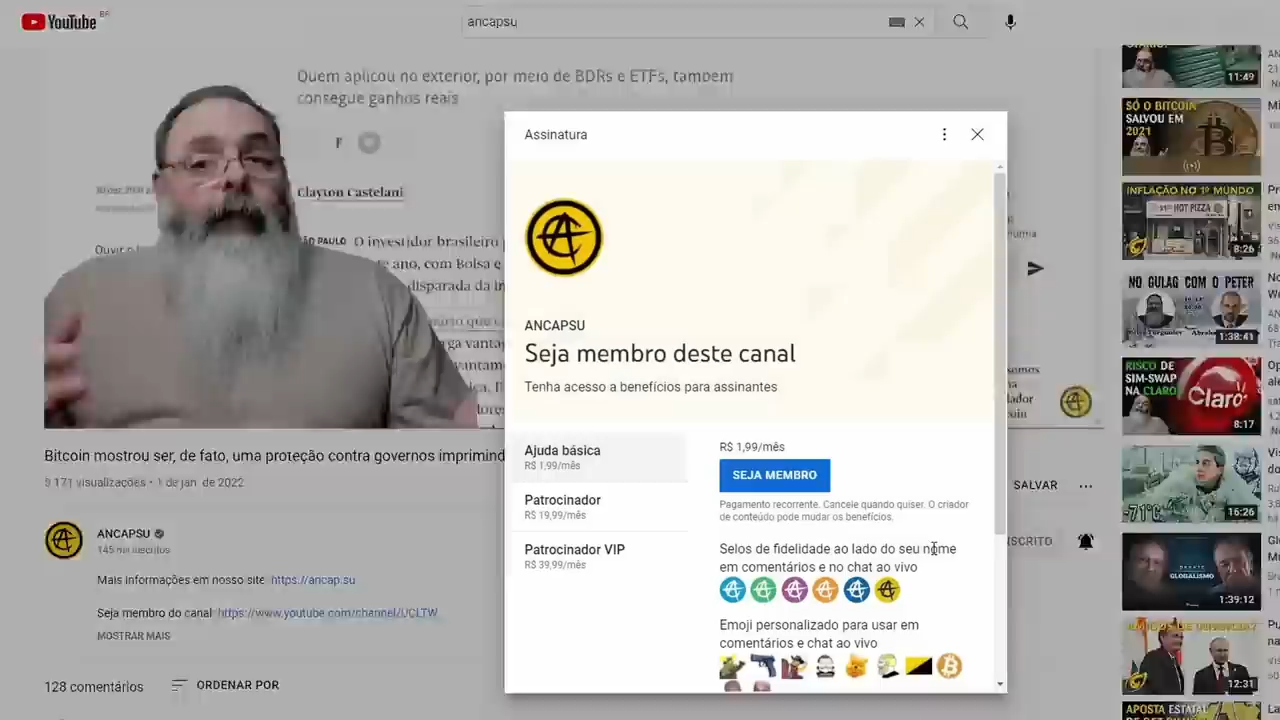 YouTube BR
ancapsu
Quem aplicou no exterior, por meio de BDRs e ETFs, também
consegue ganhos reais
Clayton Castelani
SÃO PAULO O investidor brasileiro
Assinatura
ANCAPSU
Seja membro deste canal
Tenha acesso a benefícios para assinantes
Ajuda básica
R$ 1,99/mês
Patrocinador
R$ 19,99/mês
Patrocinador VIP
R$ 39,99/mês
R$ 1,99/mês
SEJA MEMBRO
Pagamento recorrente. Cancele quando quiser. O criador
de conteúdo pode mudar os benefícios.
Selos de fidelidade ao lado do seu nome
em comentários e no chat ao vivo
Emoji personalizado para usar em
comentários e chat ao vivo
Bitcoin mostrou ser, de fato, uma proteção contra governos imprimind
9 171 visualizações • 1 de jan. de 2022
SALVAR
ANCAPSU
145 mil inscritos
NSCRITO
Mais informações em nosso site: https://ancap.su
Seja membro do canal: https://www.youtube.com/channel/UCLTW
MOSTRAR MAIS
128 comentários
ORDENAR POR
11:49
SÓ O BITCOIN
SALVOU EM
2021
INFLAÇÃO NO 1º MUNDO
HOT PIZZA
8:26
NO GULAG COM O PETER
1:38:41
RISCO DE
SIM-SWAP
NA CLARO
Claro
8:17
-71°C
16:26
DEBATE
GLOBALISMO
1:39:12
12:31
APOSTA ESTATAL